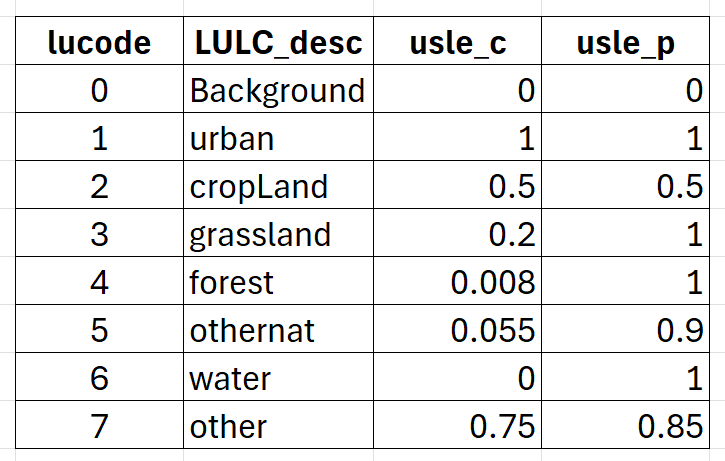 lucode LULC_desc usle_c usle_p
0 Background 0 0
1 urban 1 1
2 cropLand 0.5 0.5
3 grassland 0.2 1
4 forest 0.008 1
5 othernat 0.055 0.9
6 water 0 1
7 other 0.75 0.85